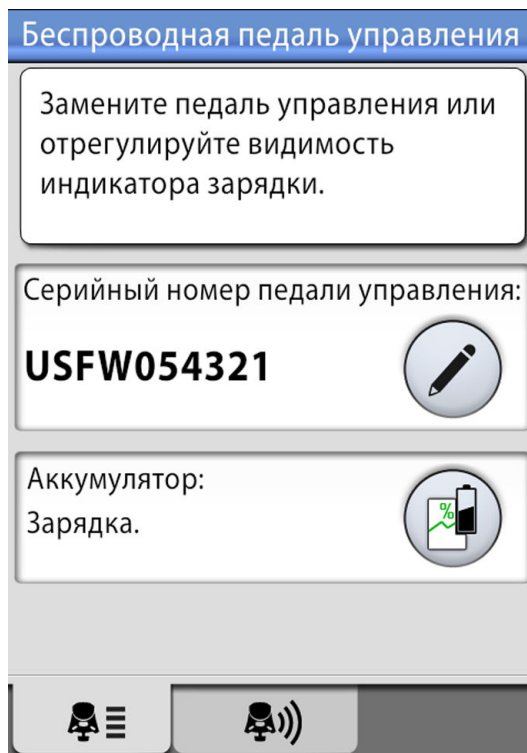 Беспроводная педаль управления
Замените педаль управления или
отрегулируйте видимость
индикатора зарядки.
Серийный номер педали управления:
USFW054321
Аккумулятор:
Зарядка.
%